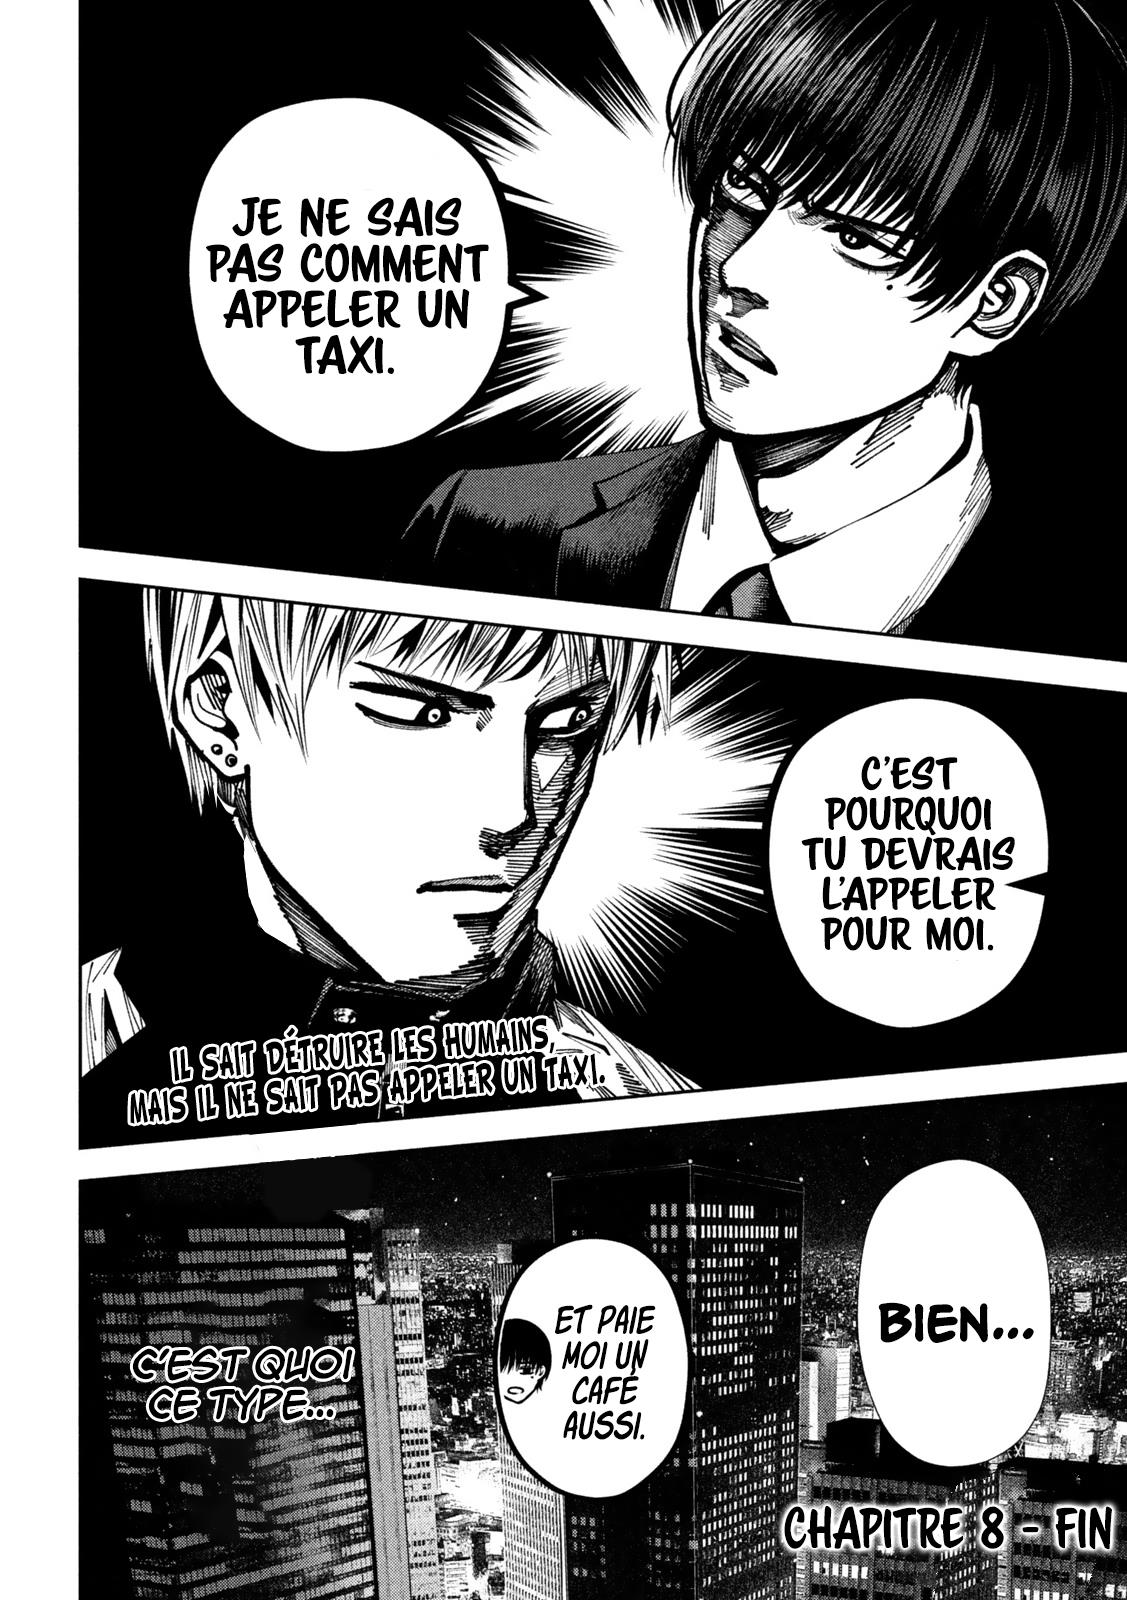 JE NE SAIS
PAS COMMENT
APPELER UN
TAXI.
C'EST
POURQUOI
TU DEVRAIS
L'APPELER
POUR MOI.
IL SAIT DÉTRUIRE LES HUMAINS,
MAIS IL NE SAIT PAS APPELER UN TAXI.
BIEN...
ET PAIE
MOI UN
CAFÉ
AUSSI.
C'EST QUOI
CE TYPE...
CHAPITRE 8 - FIN